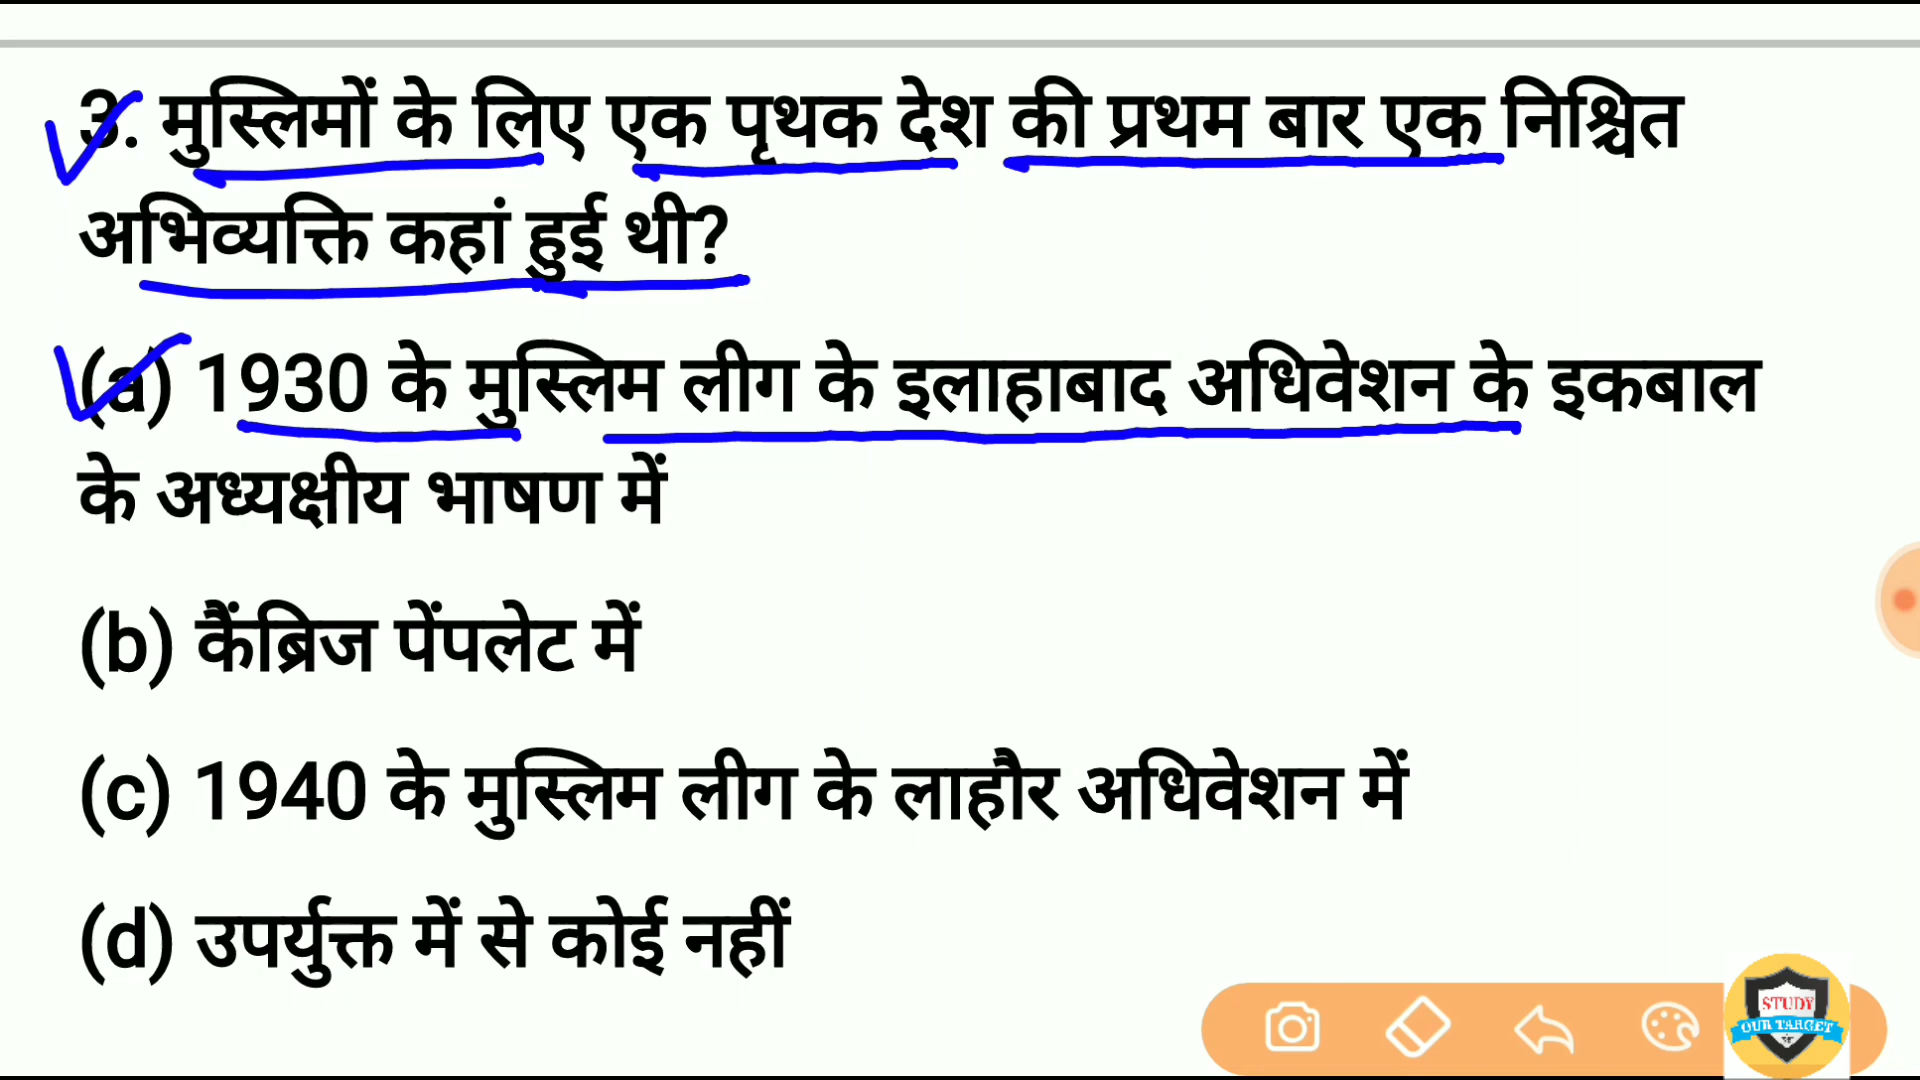 3. मुस्लिमों के लिए एक पृथक देश की प्रथम बार एक निश्चित
अभिव्यक्ति कहां हुई थी?
(a) 1930 के मुस्लिम लीग के इलाहाबाद अधिवेशन के इकबाल
के अध्यक्षीय भाषण में
(b) कैंब्रिज पेंपलेट में
(c) 1940 के मुस्लिम लीग के लाहौर अधिवेशन में
(d) उपर्युक्त में से कोई नहीं
STUDY
OUR TARGET